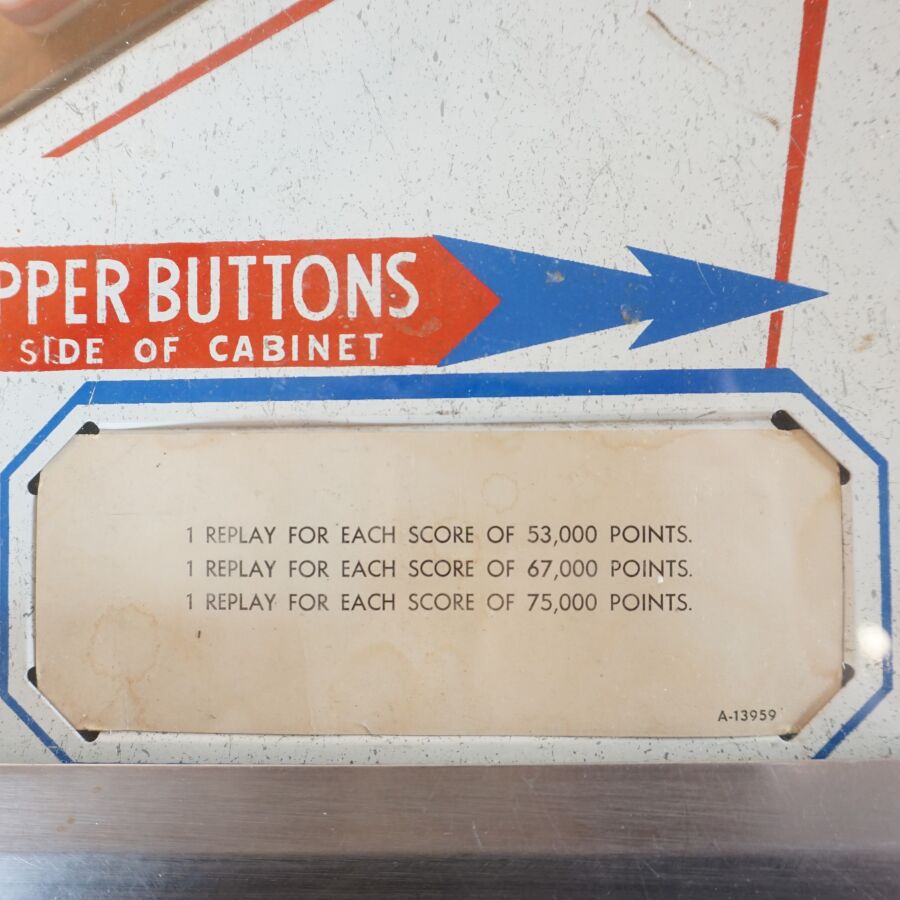 PPER BUTTONS
SIDE OF CABINET
1 REPLAY FOR EACH SCORE OF 53,000 POINTS.
1 REPLAY FOR EACH SCORE OF 67,000 POINTS.
1 REPLAY FOR EACH SCORE OF 75,000 POINTS.
A-13959